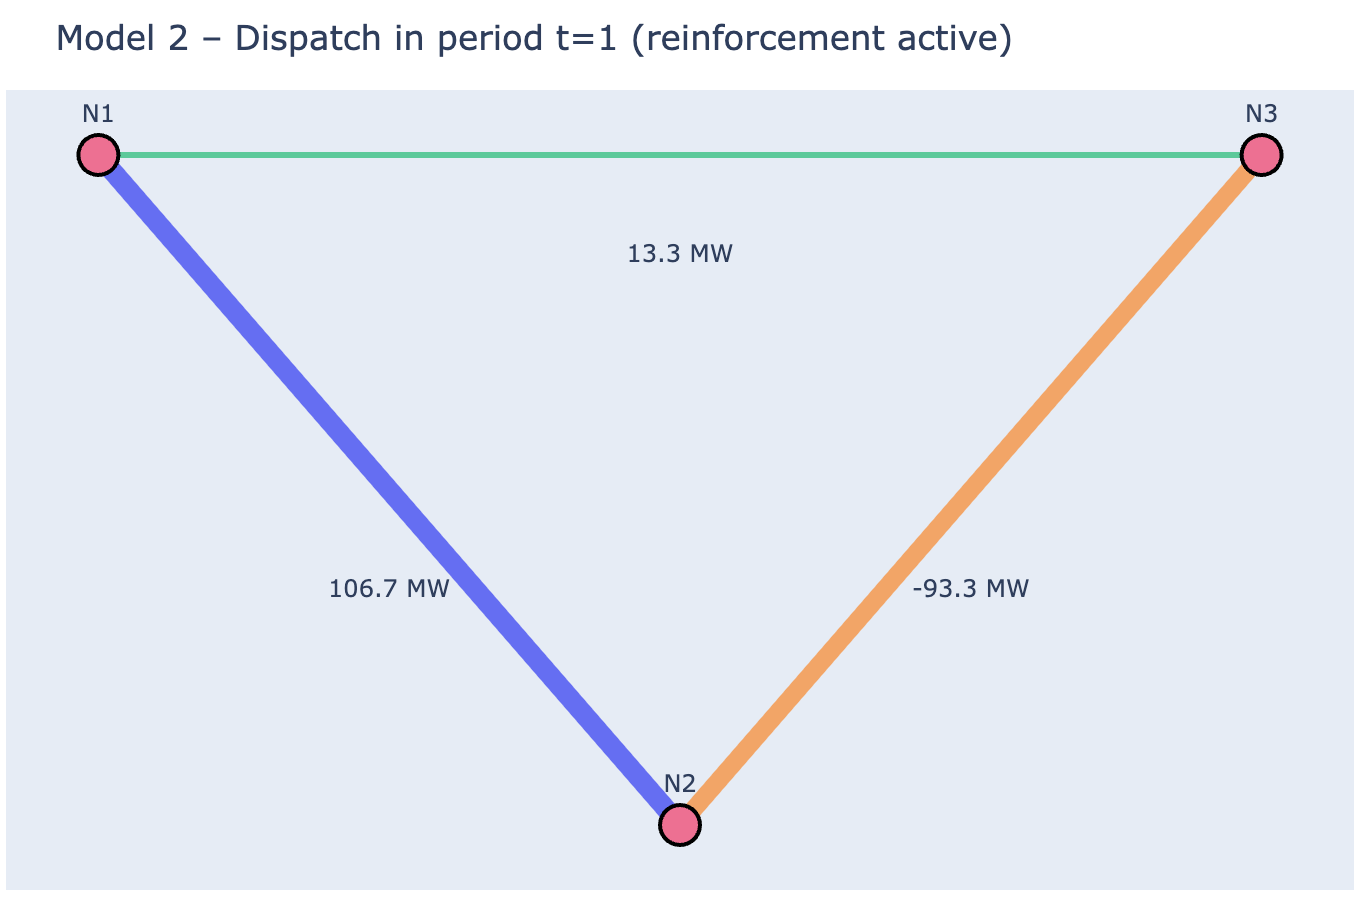 Model 2 – Dispatch in period t=1 (reinforcement active)
N1
N3
13.3 MW
106.7 MW
-93.3 MW
N2